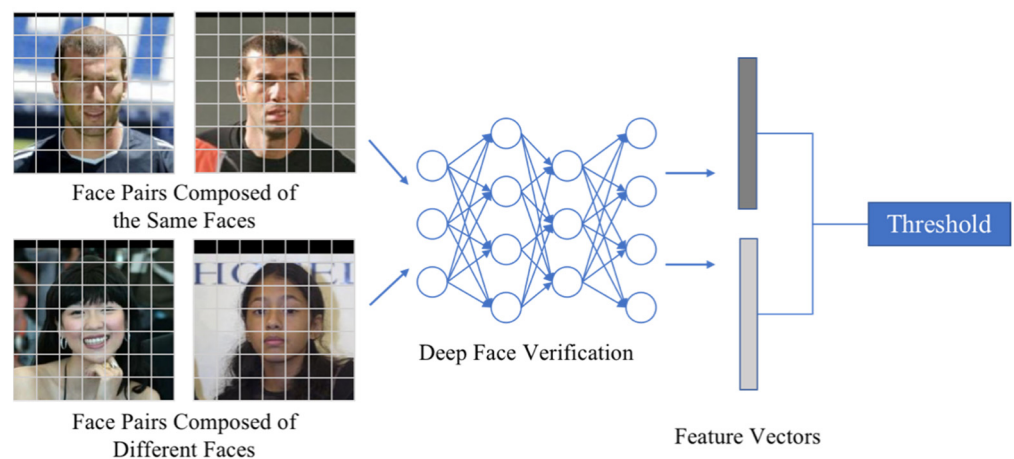 Face Pairs Composed of
the Same Faces
Face Pairs Composed of
Different Faces
Deep Face Verification
Feature Vectors
Threshold